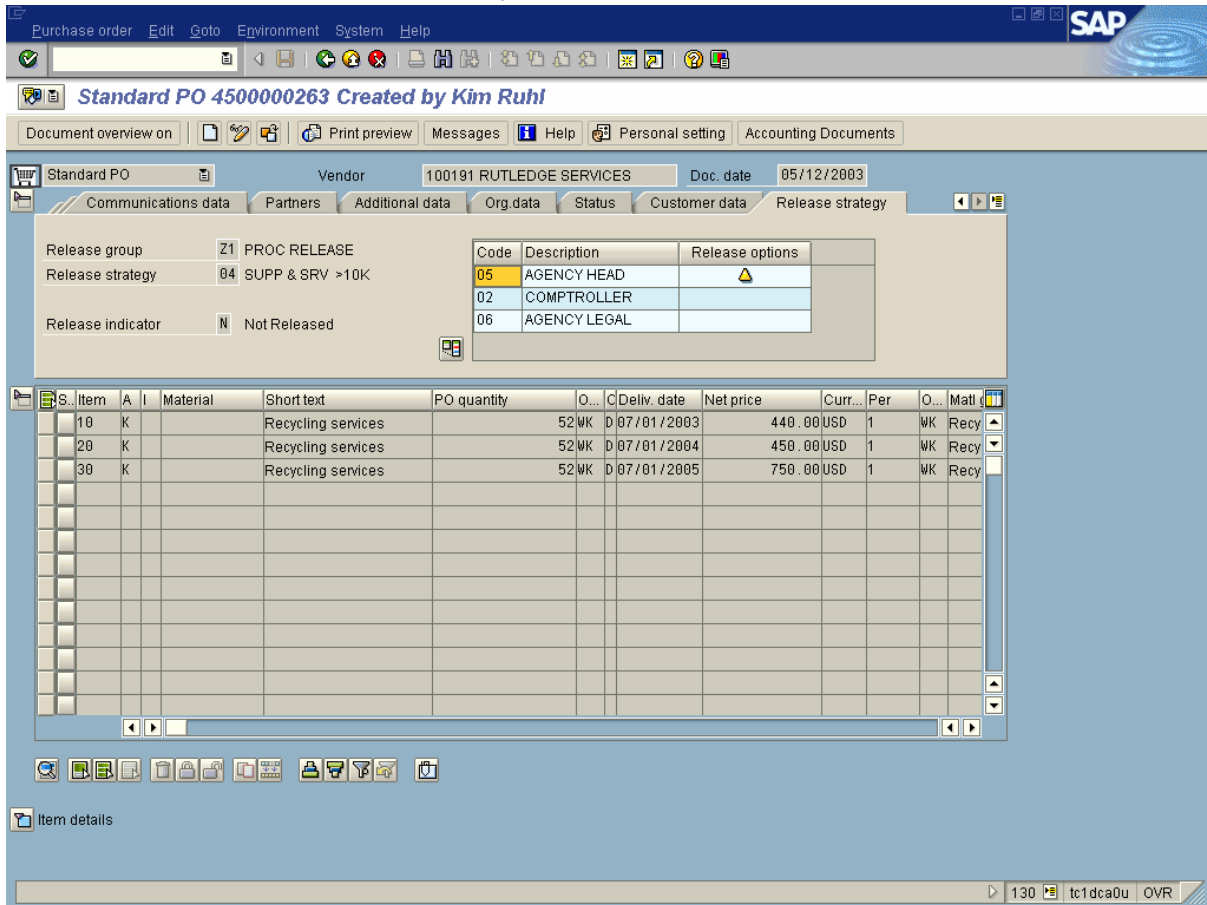 Purchase order Edit Goto Environment System Help
SAP
Standard PO 4500000263 Created by Kim Ruhl
Document overview on Print preview Messages Help Personal setting Accounting Documents
Standard PO Vendor 100191 RUTLEDGE SERVICES Doc. date 05/12/2003
Communications data Partners Additional data Org.data Status Customer data Release strategy
Release group Z1 PROC RELEASE
Code Description Release options
Release strategy 04 SUPP & SRV >10K
05 AGENCY HEAD
02 COMPTROLLER
Release indicator N Not Released
06 AGENCY LEGAL
S.. Item A I Material Short text PO quantity O... C Deliv. date Net price Curr... Per O... Matl g
10 K Recycling services 52 WK D 07/01/2003 440.00 USD 1 WK Recy
20 K Recycling services 52 WK D 07/01/2004 450.00 USD 1 WK Recy
30 K Recycling services 52 WK D 07/01/2005 750.00 USD 1 WK Recy
Item details
130 tc1dca0u OVR